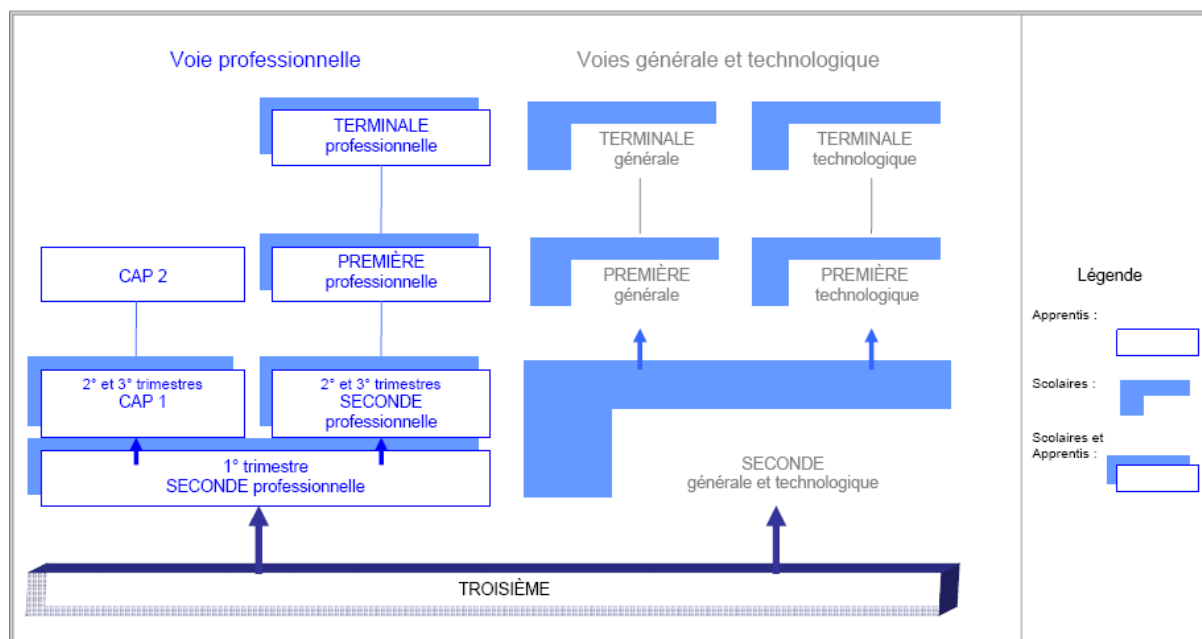 Voie professionnelle
Voies générale et technologique
TERMINALE
professionnelle
TERMINALE
générale
TERMINALE
technologique
CAP 2
PREMIÈRE
professionnelle
PREMIÈRE
générale
PREMIÈRE
technologique
2° et 3° trimestres
CAP 1
2° et 3° trimestres
SECONDE
professionnelle
1° trimestre
SECONDE professionnelle
SECONDE
générale et technologique
TROISIÈME
Légende
Apprentis :
Scolaires :
Scolaires et
Apprentis :